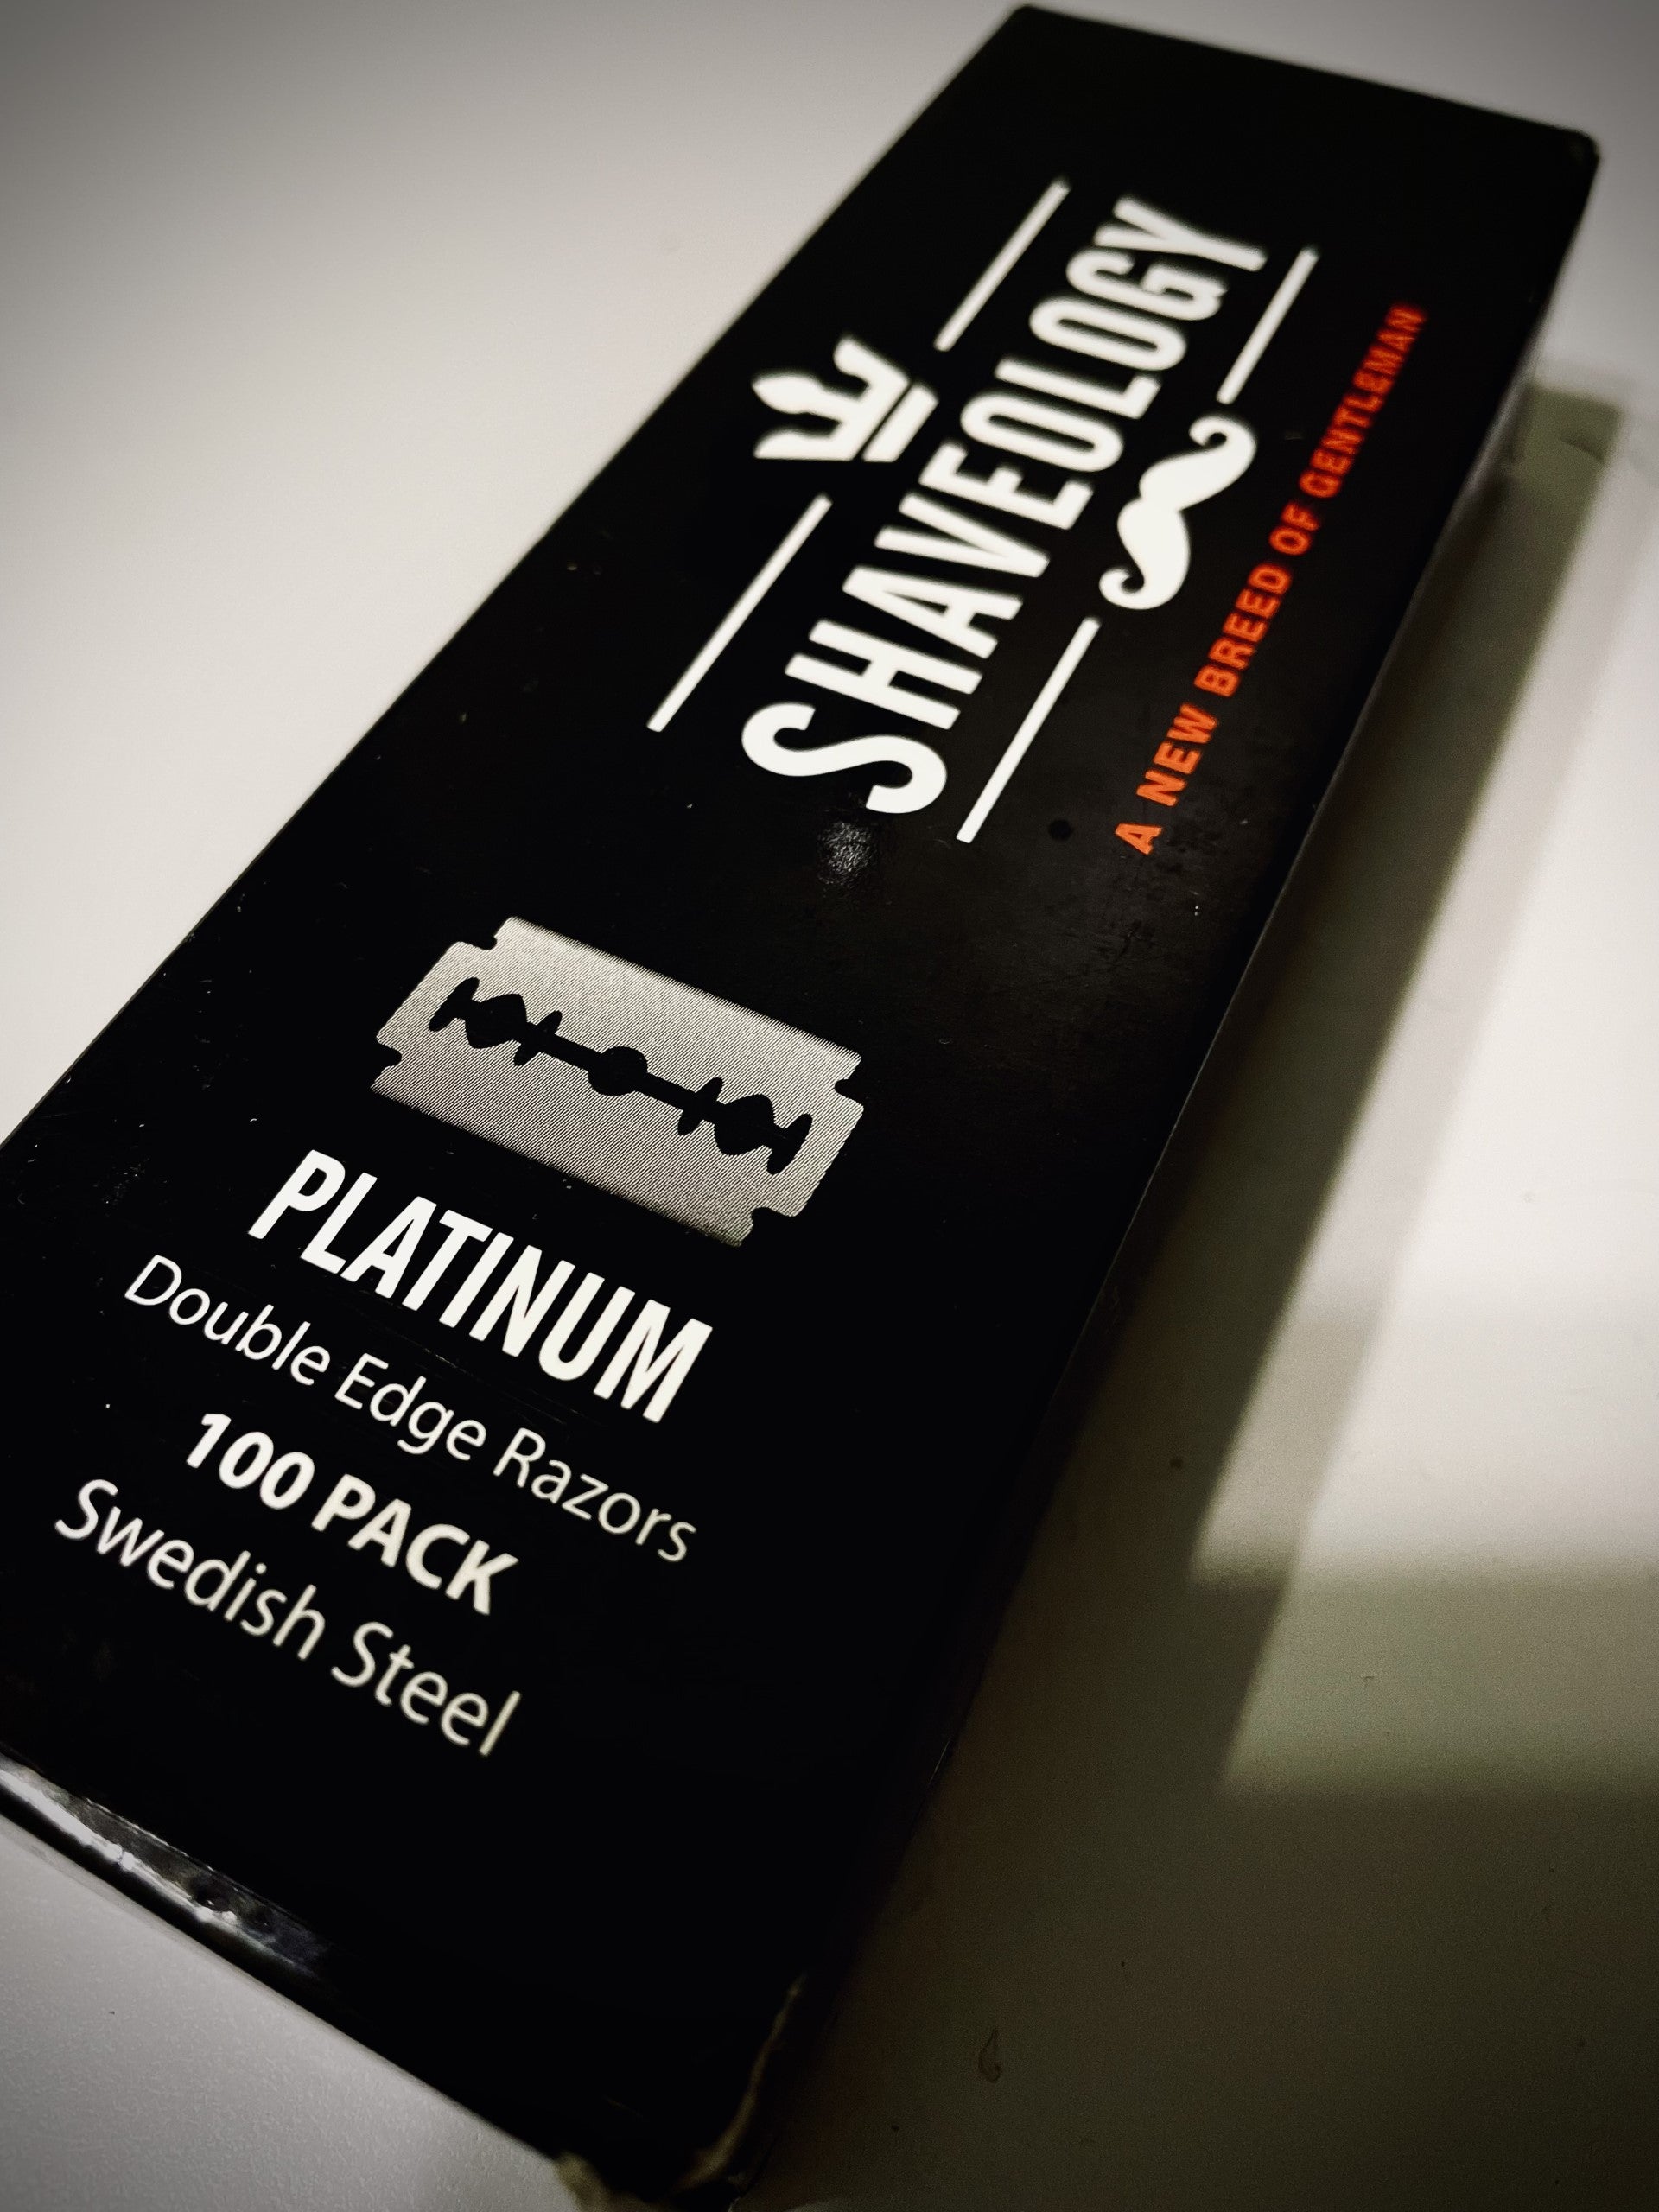 SHAVEOLOGY
A NEW BREED OF GENTLEMAN
PLATINUM
Double Edge Razors
100 PACK
Swedish Steel